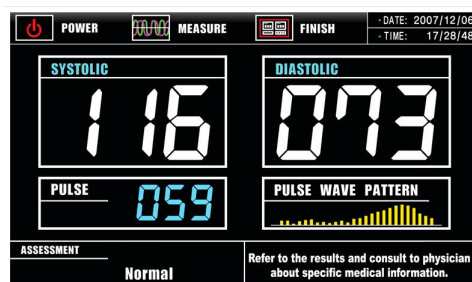 POWER
MEASURE
FINISH
DATE: 2007/12/06
TIME: 17/28/48
SYSTOLIC
116
DIASTOLIC
073
PULSE
059
PULSE WAVE PATTERN
ASSESSMENT
Normal
Refer to the results and consult to physician
about specific medical information.